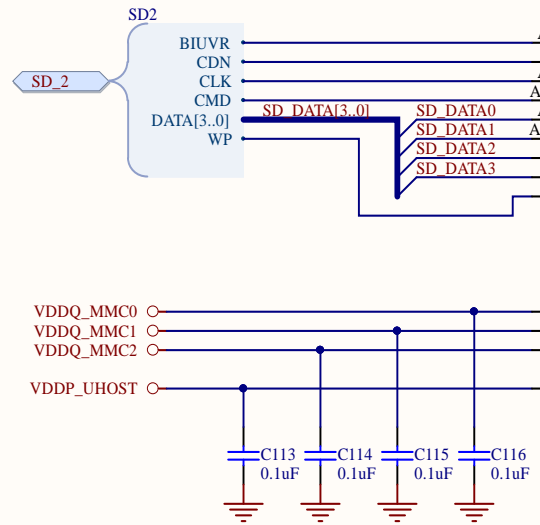 SD2
BIUVR
CDN
SD_2
CLK
CMD
DATA[3..0]
SD_DATA[3..0]
SD_DATA0
WP
SD_DATA1
SD_DATA2
SD_DATA3
VDDQ_MMC0
VDDQ_MMC1
VDDQ_MMC2
VDDP_UHOST
C113
0.1uF
C114
0.1uF
C115
0.1uF
C116
0.1uF